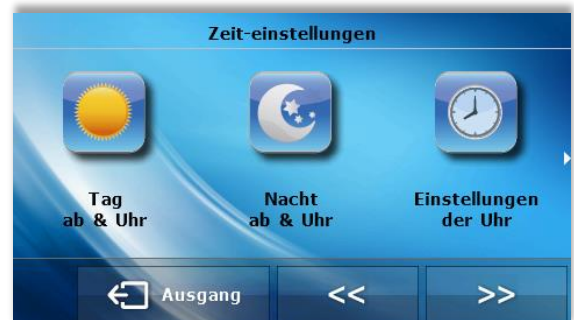 Zeit-einstellungen
Tag
ab & Uhr
Nacht
ab & Uhr
Einstellungen
der Uhr
Ausgang
<<
>>